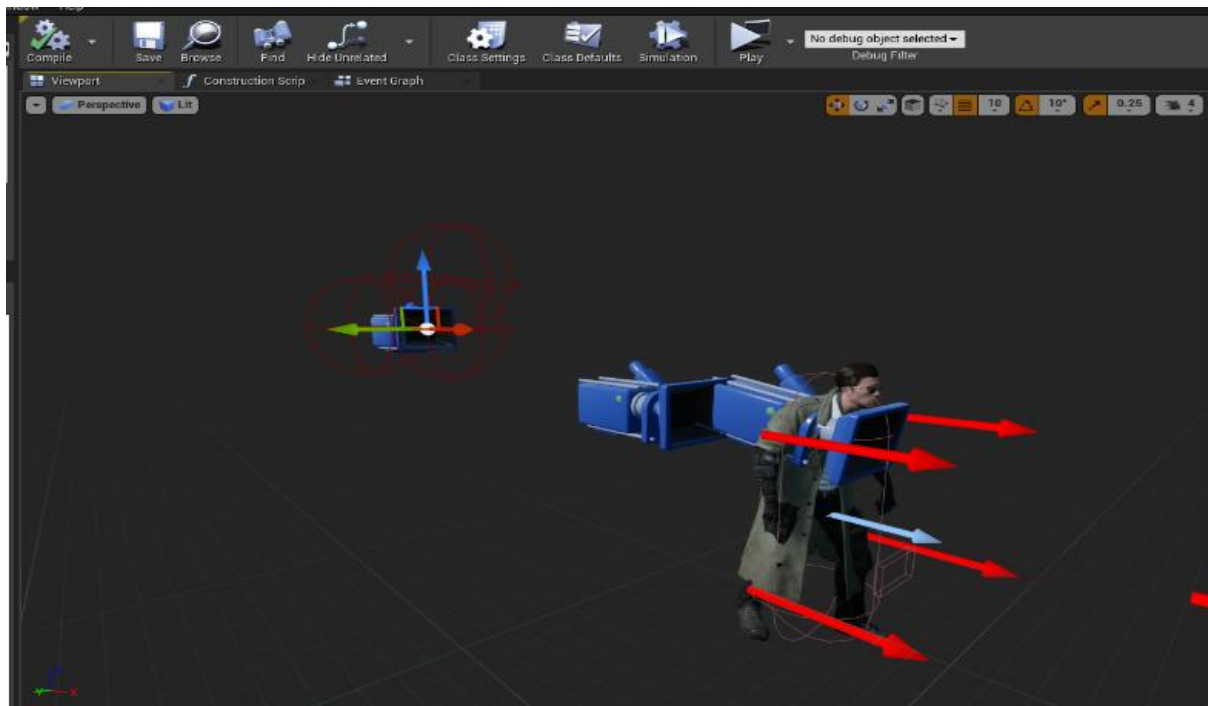 Help
Compile Save Browse Find Hide Unrelated Class Settings Class Defaults Simulation Play No debug object selected
Debug Filter
Viewport Construction Scrip Event Graph
Perspective Lit 10 10° 0.25 4
Y X